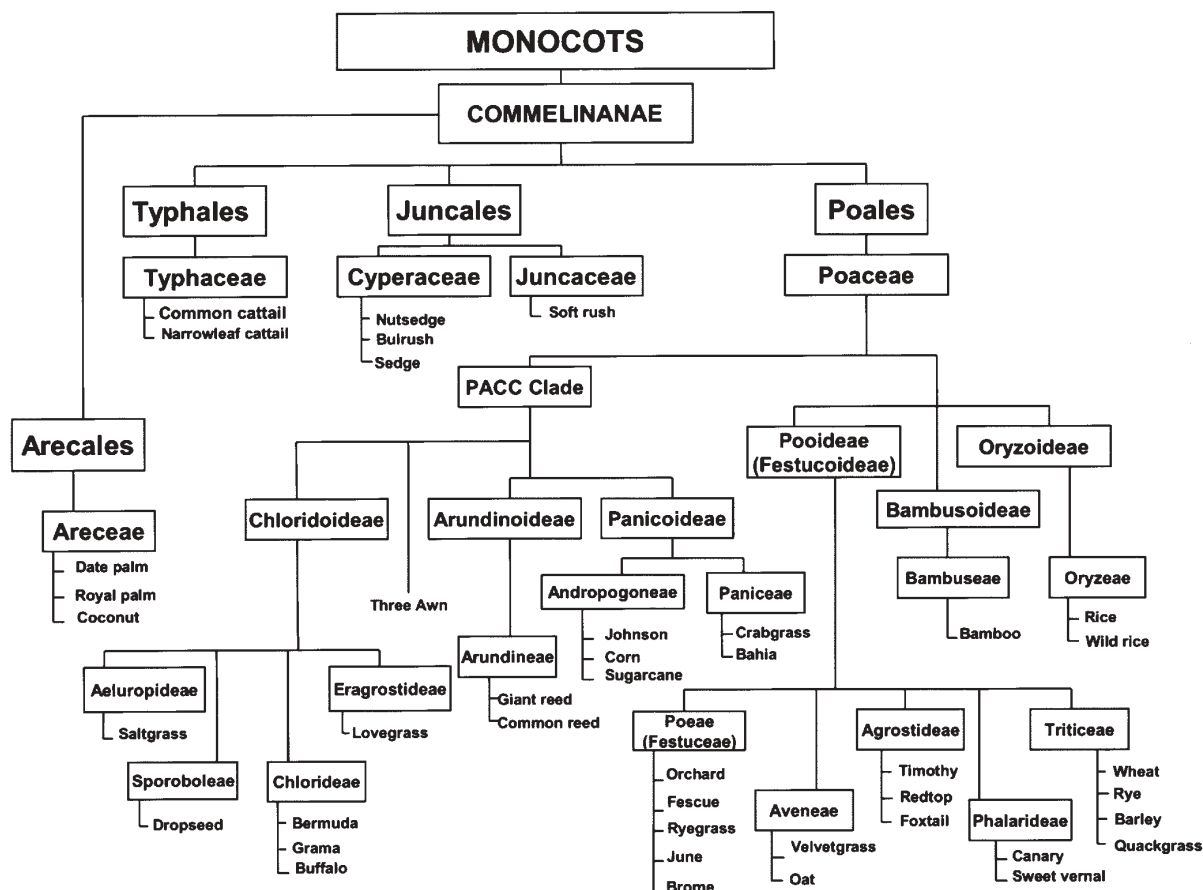 MONOCOTS
COMMELINANAE
Typhales
Juncales
Poales
Typhaceae
Common cattail
Narrowleaf cattail
Cyperaceae
Nutsedge
Bulrush
Sedge
Juncaceae
Soft rush
Poaceae
Arecales
Areceae
Date palm
Royal palm
Coconut
PACC Clade
Chloridoideae
Three Awn
Arundinoideae
Panicoideae
Aeluropideae
Saltgrass
Sporoboleae
Dropseed
Chlorideae
Bermuda
Grama
Buffalo
Eragrostideae
Lovegrass
Arundineae
Giant reed
Common reed
Andropogoneae
Johnson
Corn
Sugarcane
Paniceae
Crabgrass
Bahia
Pooideae
(Festucoideae)
Bambusoideae
Bambuseae
Bamboo
Oryzoideae
Oryzeae
Rice
Wild rice
Poeae
(Festuceae)
Orchard
Fescue
Ryegrass
June
Brome
Aveneae
Velvetgrass
Oat
Agrostideae
Timothy
Redtop
Foxtail
Phalarideae
Canary
Sweet vernal
Triticeae
Wheat
Rye
Barley
Quackgrass